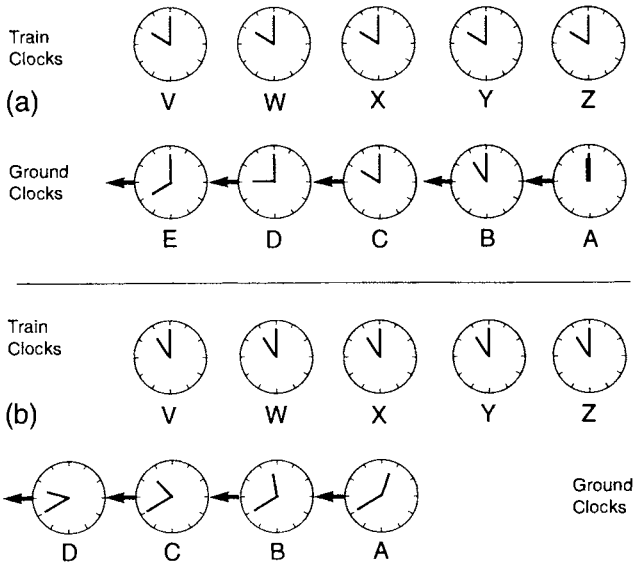 Train
Clocks
(a)
V W X Y Z
Ground
Clocks
E D C B A
Train
Clocks
(b)
V W X Y Z
D C B A
Ground
Clocks